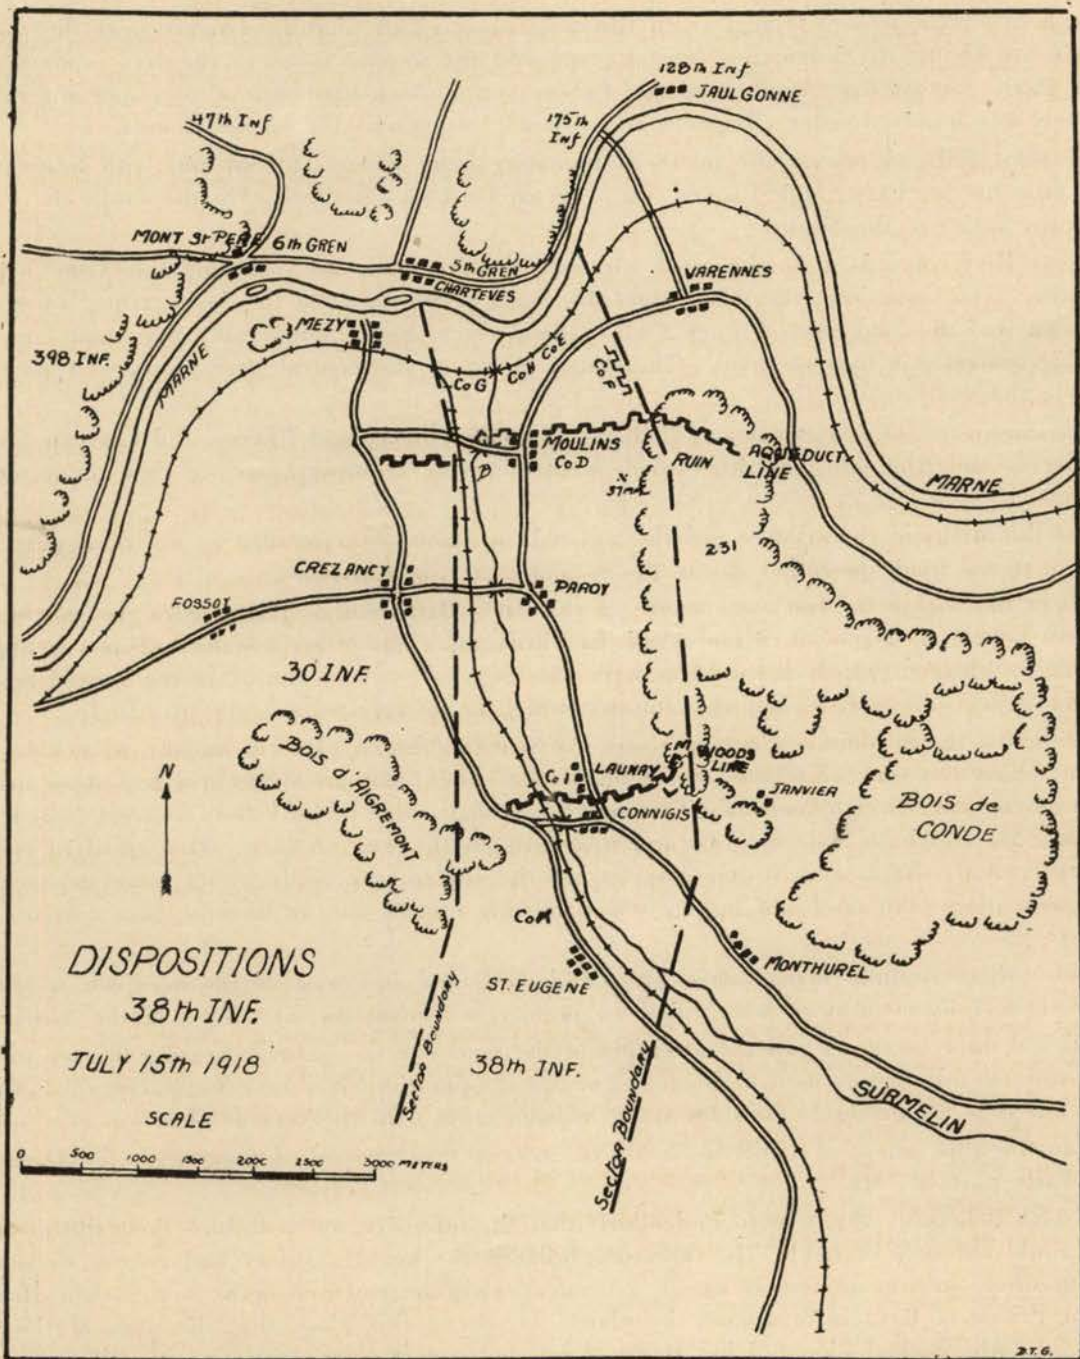 128th Inf
JAULGONNE
47th Inf
175th
Inf
MONT St PERE
6th GREN
5th GREN
CHARTEVES
VARENNES
MEZY
398 INF.
MARNE
Co G
Co H
Co E
Co F
MOULINS
Co D
RUIN
AQUEDUCT
LINE
MARNE
B
37mm
231
CREZANCY
PAROY
FOSSOY
30 INF.
BOIS d'AIGREMONT
N
Co I
LAUNAY
WOODS
LINE
JANVIER
CONNIGIS
BOIS de
CONDE
Co M
MONTHUREL
ST. EUGENE
DISPOSITIONS
38th INF.
JULY 15th 1918
SCALE
0 500 1000 1500 2000 2500 3000 METERS
Sector Boundary
38th INF.
Sector Boundary
SURMELIN
D.T.G.